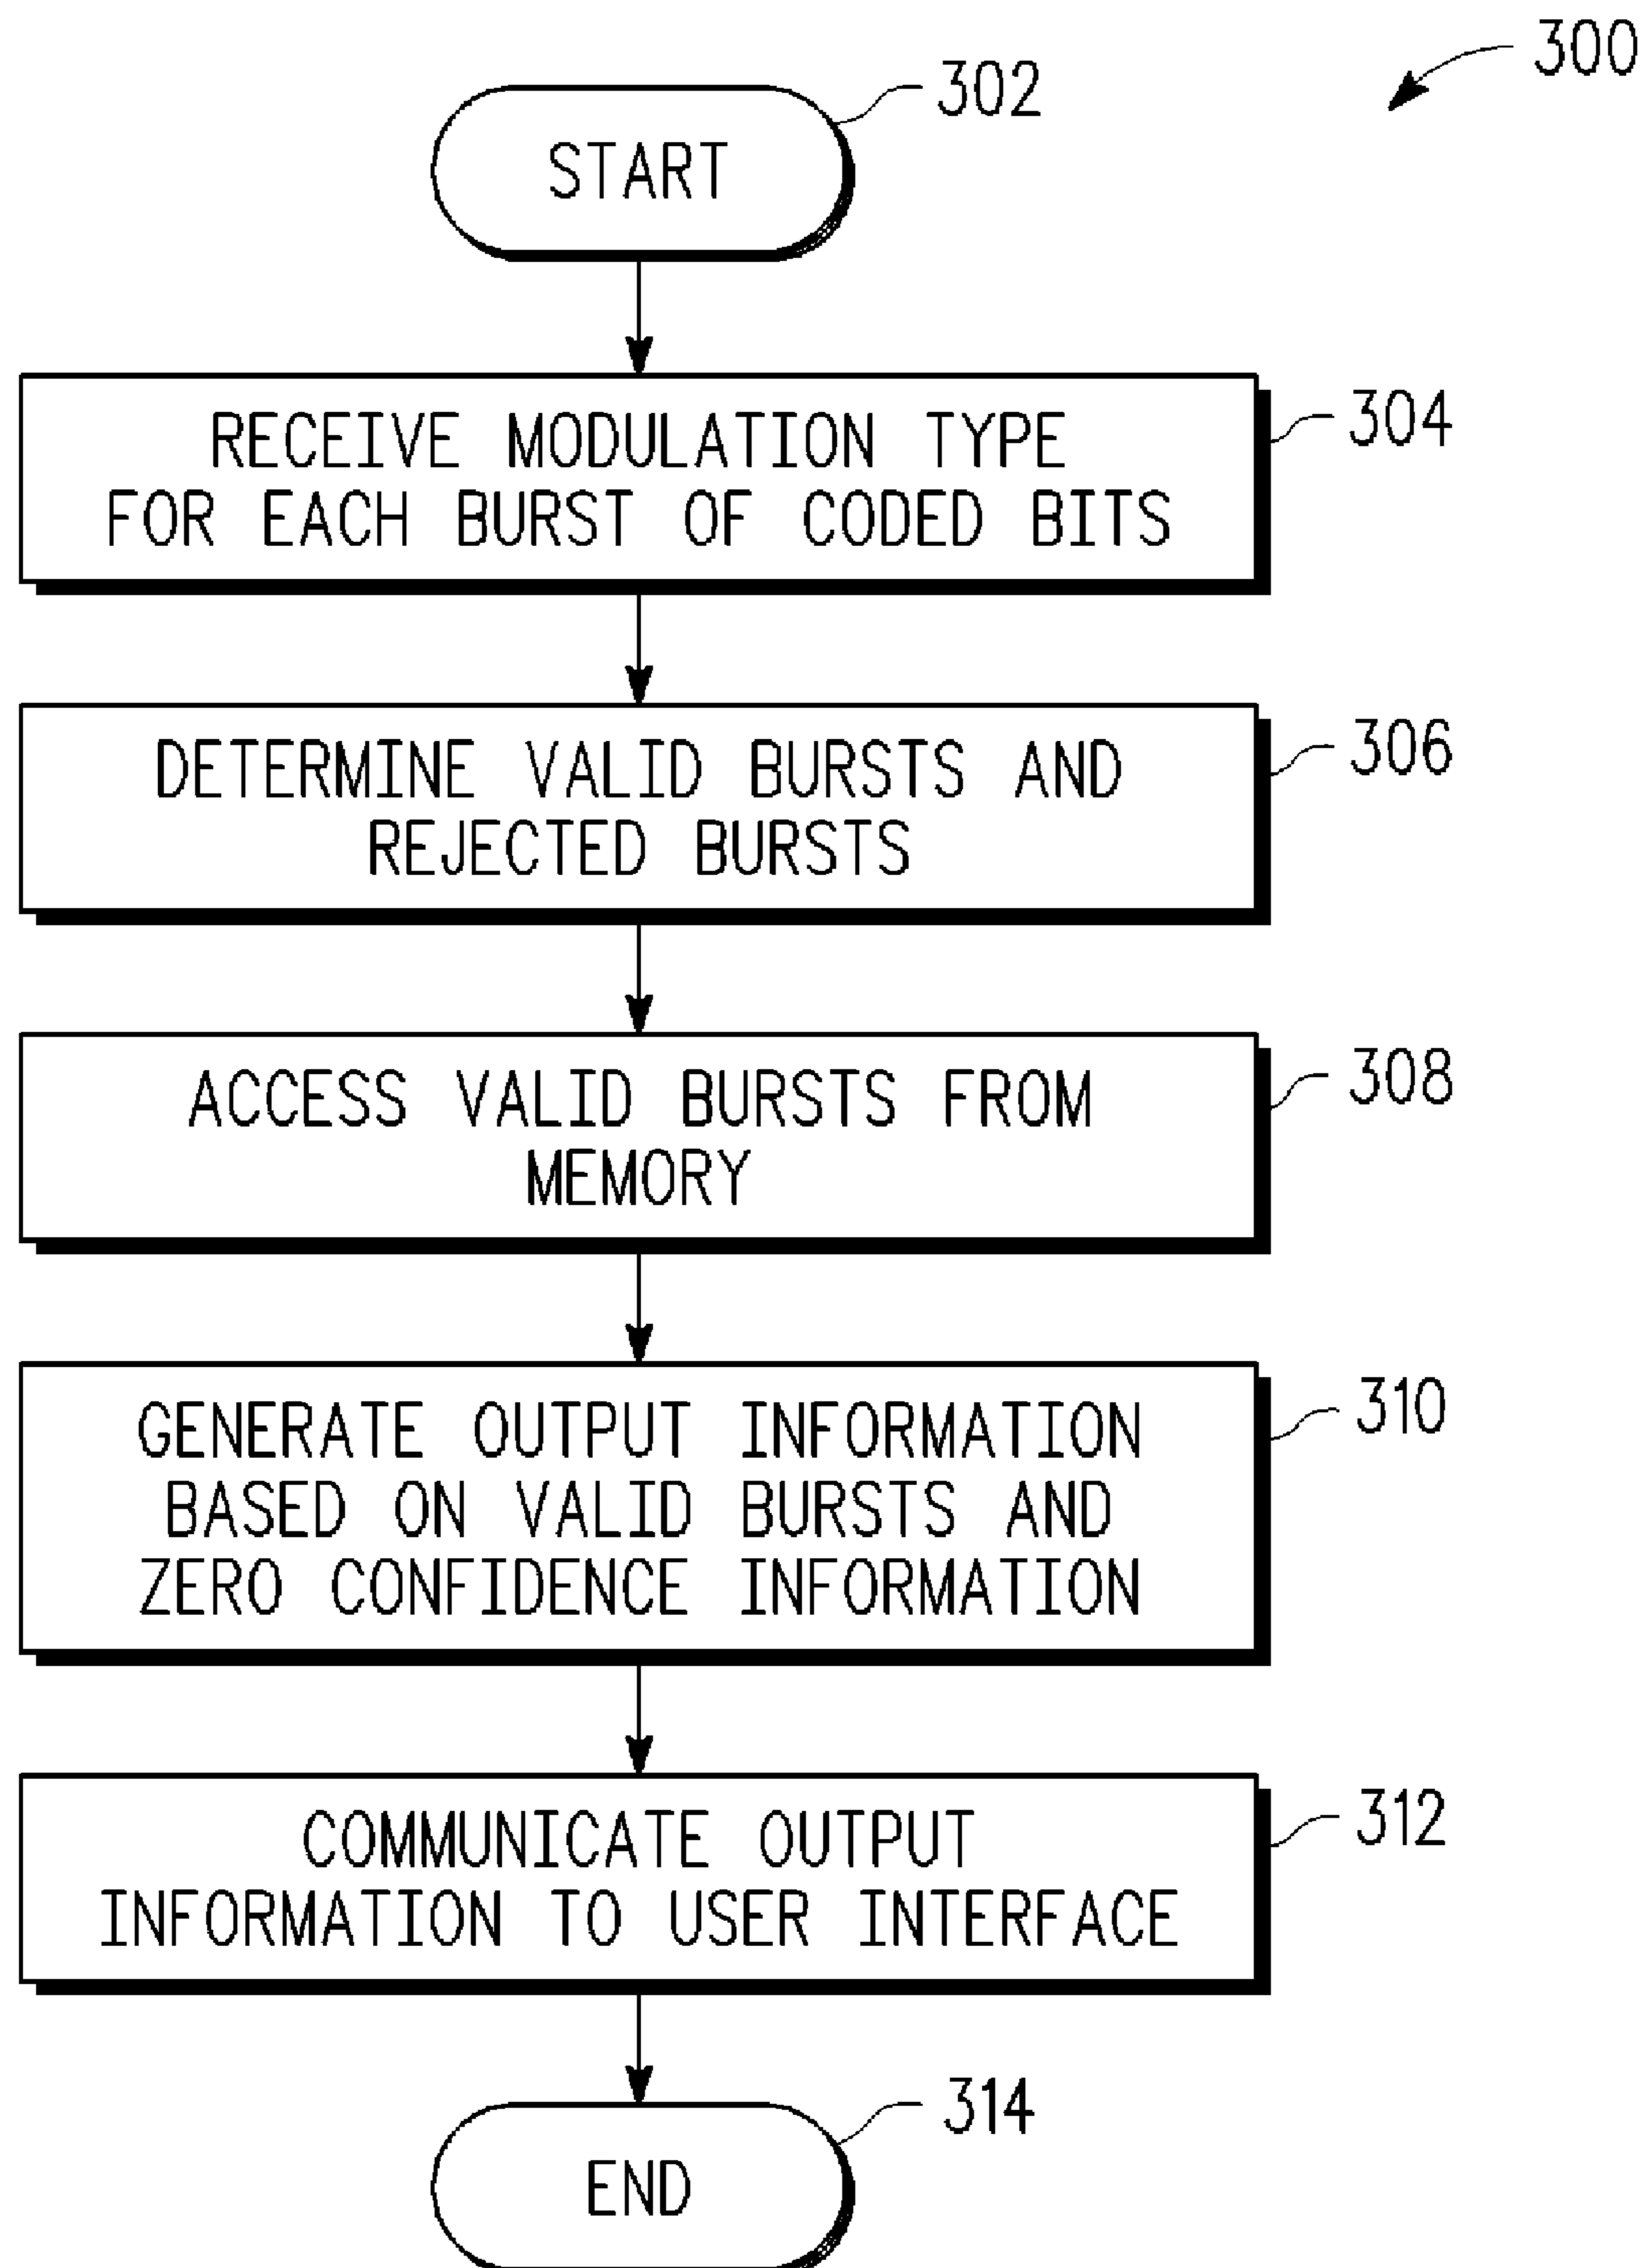 300
302
START
304
RECEIVE MODULATION TYPE
FOR EACH BURST OF CODED BITS
306
DETERMINE VALID BURSTS AND
REJECTED BURSTS
308
ACCESS VALID BURSTS FROM
MEMORY
310
GENERATE OUTPUT INFORMATION
BASED ON VALID BURSTS AND
ZERO CONFIDENCE INFORMATION
312
COMMUNICATE OUTPUT
INFORMATION TO USER INTERFACE
314
END